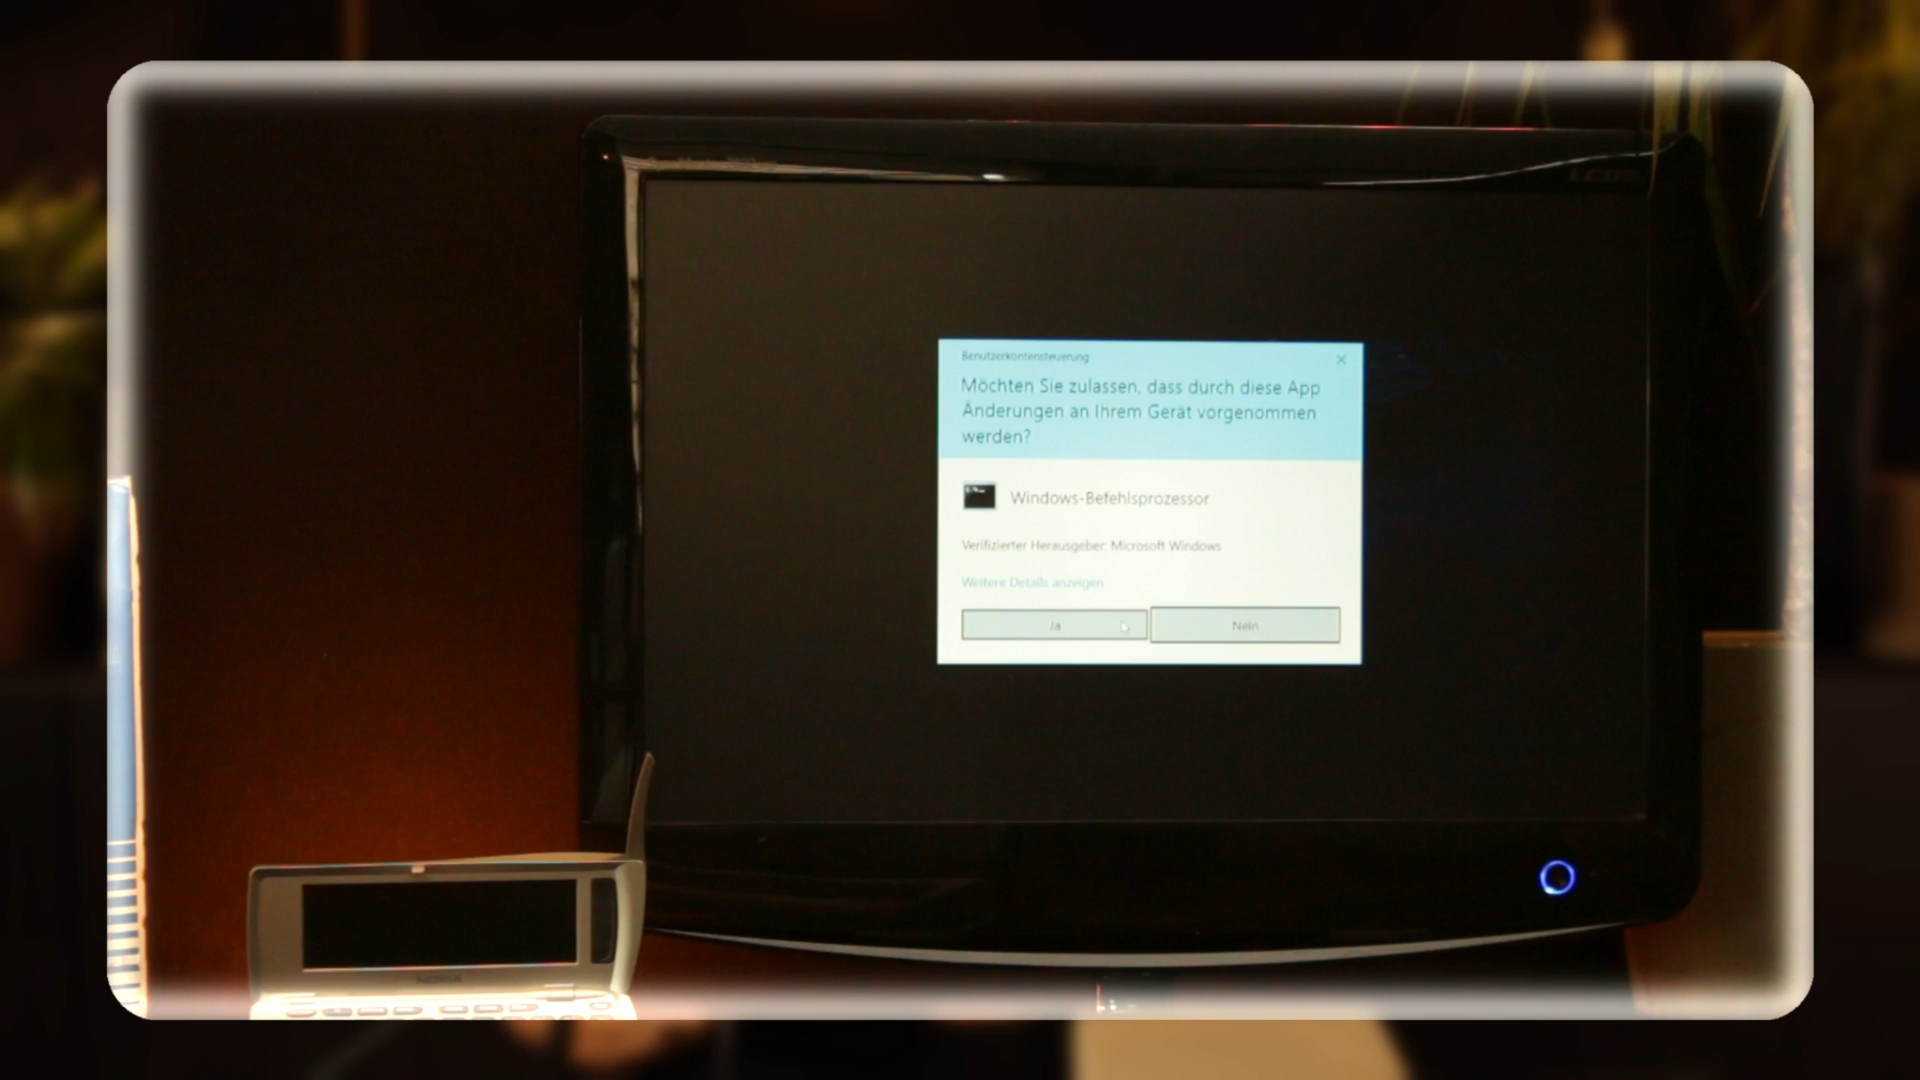 Benutzerkontensteuerung
Möchten Sie zulassen, dass durch diese App
Änderungen an Ihrem Gerät vorgenommen
werden?
Windows-Befehlsprozessor
Verifizierter Herausgeber: Microsoft Windows
Weitere Details anzeigen
Ja
Nein
NOKIA